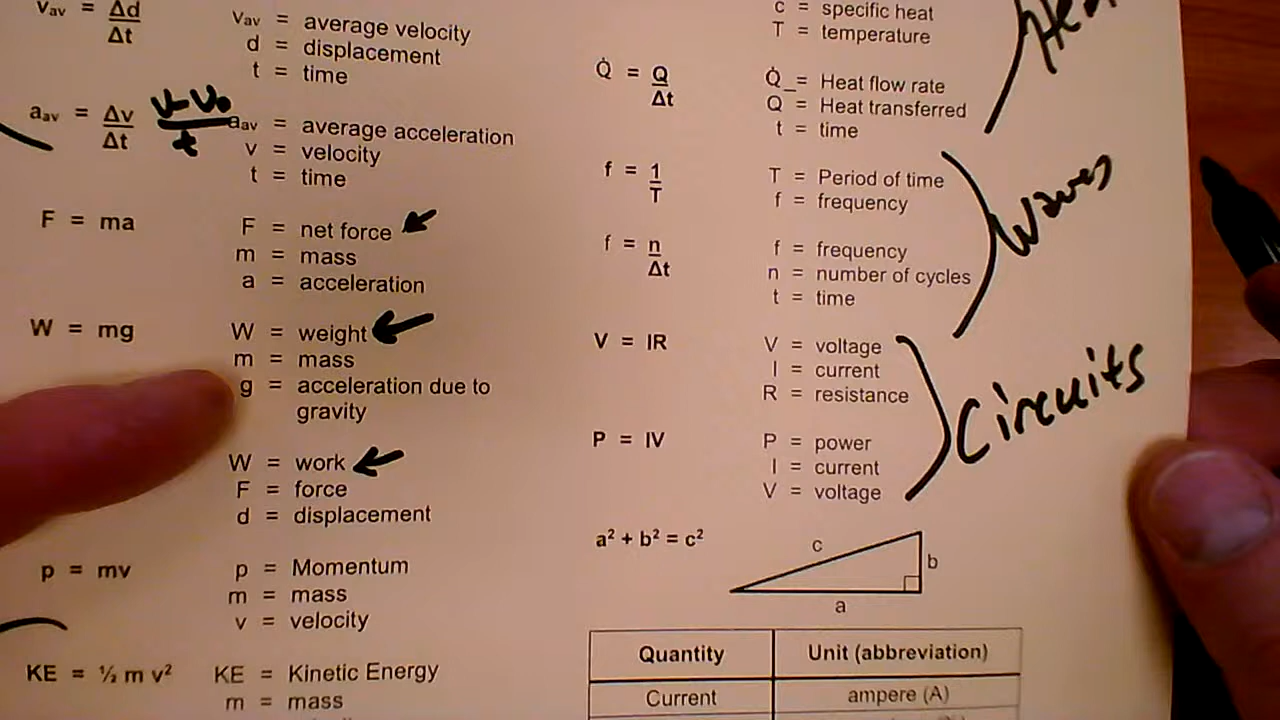 vav = Δd
Δt
vav = average velocity
d = displacement
t = time
aav = Δv
Δt
v-v₀
t
aav = average acceleration
v = velocity
t = time
F = ma
F = net force
m = mass
a = acceleration
W = mg
W = weight
m = mass
g = acceleration due to
gravity
W = work
F = force
d = displacement
p = mv
p = Momentum
m = mass
v = velocity
KE = ½ m v²
KE = Kinetic Energy
m = mass
c = specific heat
T = temperature
Q̇ = Q
Δt
Q̇ = Heat flow rate
Q = Heat transferred
t = time
f = 1
T
T = Period of time
f = frequency
f = n
Δt
f = frequency
n = number of cycles
t = time
Waves
V = IR
V = voltage
I = current
R = resistance
P = IV
P = power
I = current
V = voltage
Circuits
a² + b² = c²
c
b
a
Quantity Unit (abbreviation)
Current ampere (A)